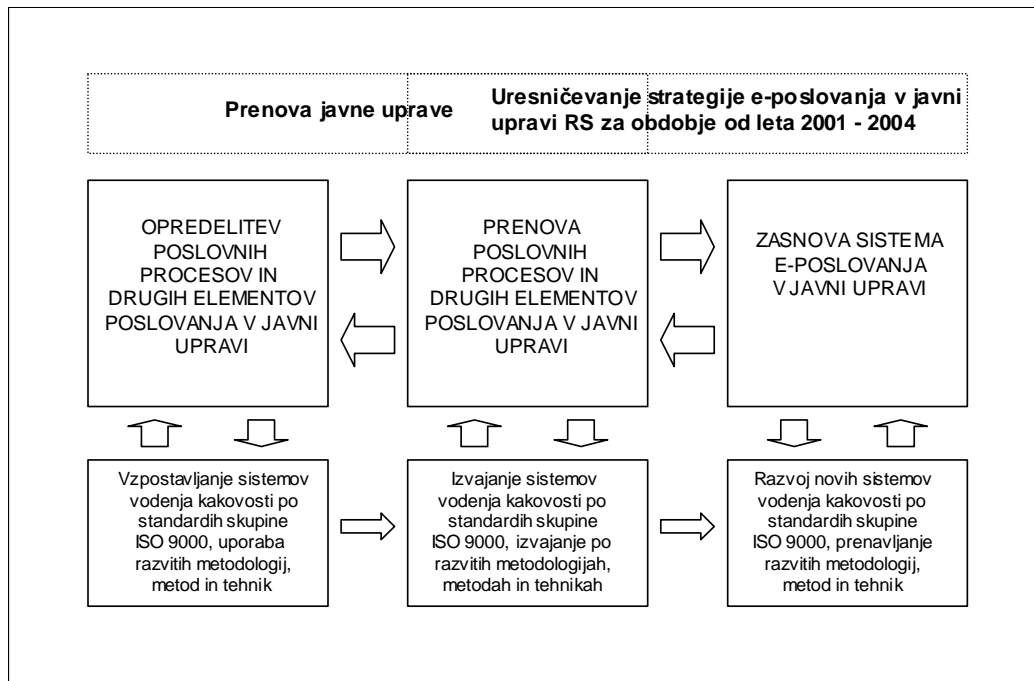 Prenova javne uprave
Uresničevanje strategije e-poslovanja v javni
upravi RS za obdobje od leta 2001 - 2004
OPREDELITEV
POSLOVNIH
PROCESOV IN
DRUGIH ELEMENTOV
POSLOVANJA V JAVNI
UPRAVI
PRENOVA
POSLOVNIH
PROCESOV IN
DRUGIH ELEMENTOV
POSLOVANJA V JAVNI
UPRAVI
ZASNOVA SISTEMA
E-POSLOVANJA
V JAVNI UPRAVI
Vzpostavljanje sistemov
vodenja kakovosti po
standardih skupine
ISO 9000, uporaba
razvitih metodologij,
metod in tehnik
Izvajanje sistemov
vodenja kakovosti po
standardih skupine
ISO 9000, izvajanje po
razvitih metodologijah,
metodah in tehnikah
Razvoj novih sistemov
vodenja kakovosti po
standardih skupine
ISO 9000, prenavljanje
razvitih metodologij,
metod in tehnik